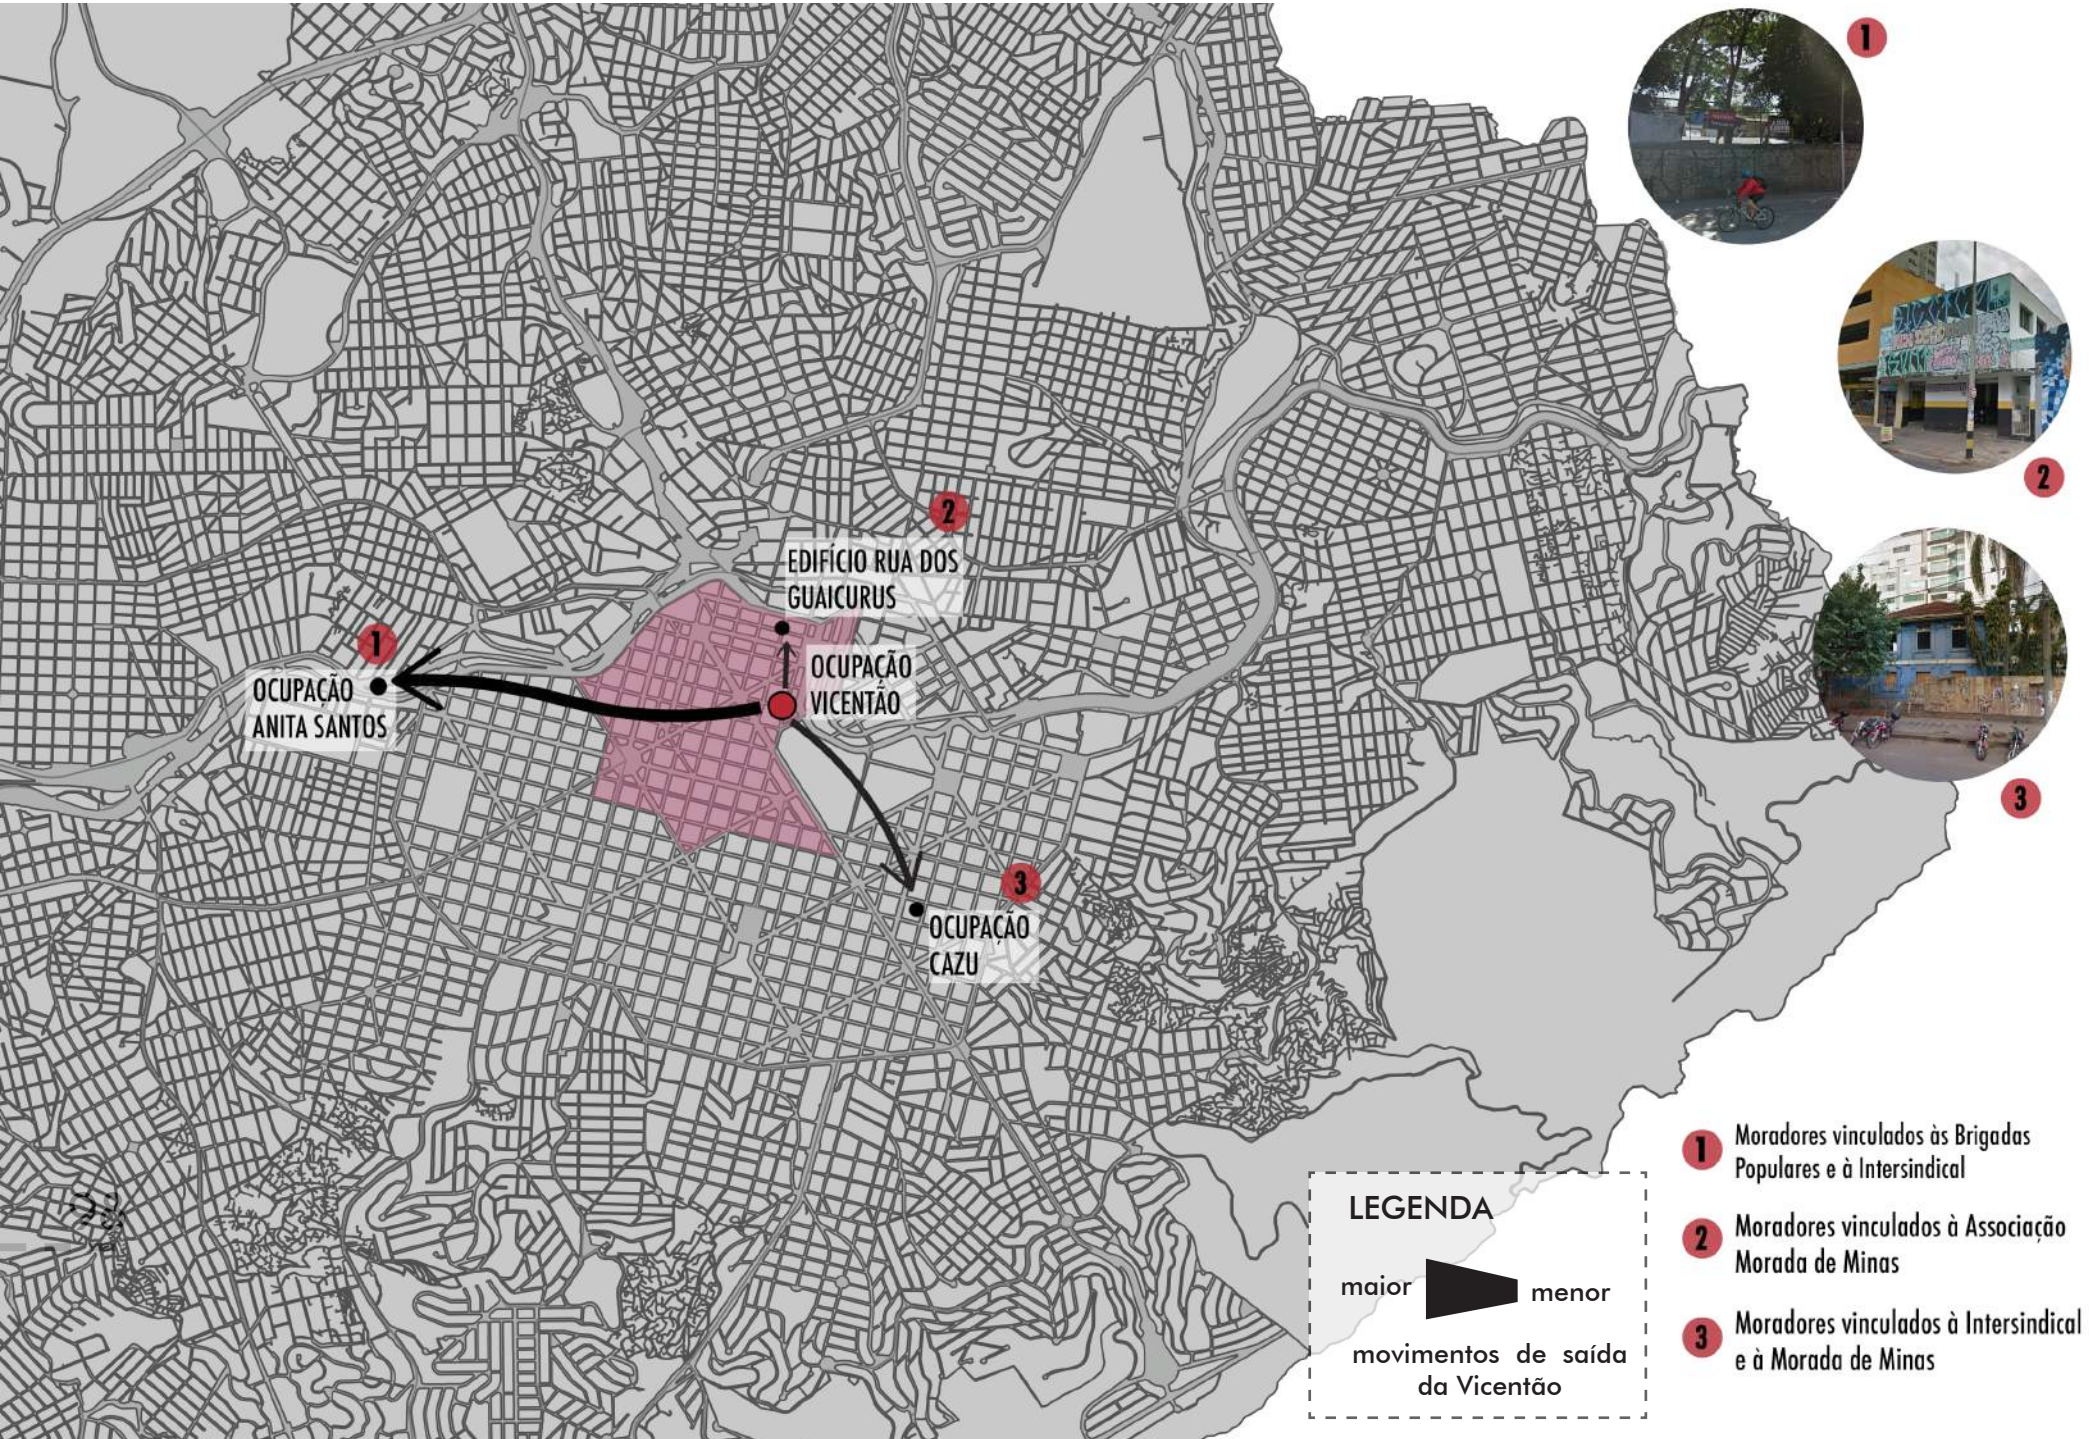 1
2
3
2
EDIFÍCIO RUA DOS
GUAICURUS
1
OCUPAÇÃO
ANITA SANTOS
OCUPAÇÃO
VICENTÃO
3
OCUPAÇÃO
CAZU
LEGENDA
maior
menor
movimentos de saída
da Vicentão
1
Moradores vinculados às Brigadas
Populares e à Intersindical
2
Moradores vinculados à Associação
Morada de Minas
3
Moradores vinculados à Intersindical
e à Morada de Minas